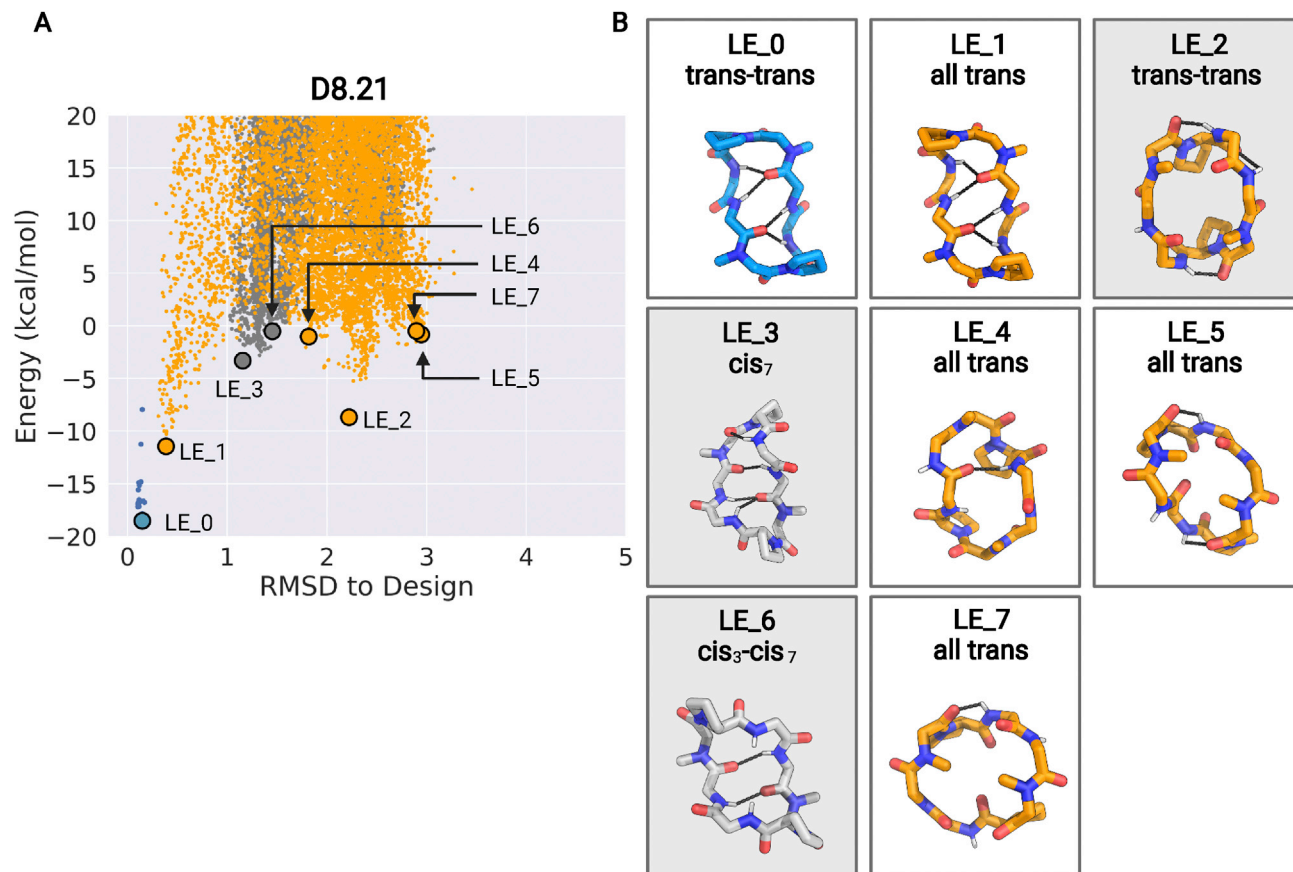 A
D8.21
Energy (kcal/mol)
20
15
10
5
0
−5
−10
−15
−20
0 1 2 3 4 5
RMSD to Design
LE_6
LE_4
LE_7
LE_5
LE_3
LE_2
LE_1
LE_0
B
LE_0
trans-trans
LE_1
all trans
LE_2
trans-trans
LE_3
cis₇
LE_4
all trans
LE_5
all trans
LE_6
cis₃-cis₇
LE_7
all trans